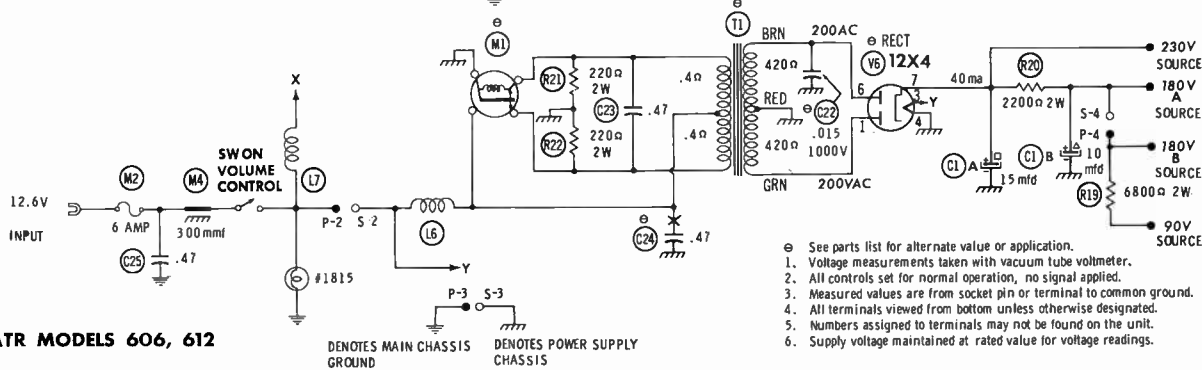 ⊖
⊖
M1
X
SW ON
VOLUME
CONTROL
M2
M4
L7
12.6V
INPUT
6 AMP
300mmf
P-2
S-2
L6
C25
.47
#1815
Y
P-3
S-3
DENOTES MAIN CHASSIS
GROUND
DENOTES POWER SUPPLY
CHASSIS
ATR MODELS 606, 612
R21
220Ω
2W
R22
220Ω
2W
C23
.47
.4Ω
.4Ω
⊖
C24
.47
⊖
T1
BRN
200AC
420Ω
RED
⊖
C22
.015
1000V
420Ω
GRN
200VAC
⊖ RECT
V6 12X4
7
6
3
Y
1
4
40 ma
R20
2200Ω 2W
C1 A
15 mfd
C1 B
10
mfd
S-4
P-4
R19
6800Ω 2W
230V
SOURCE
180V
A
SOURCE
180V
B
SOURCE
90V
SOURCE
⊖ See parts list for alternate value or application.
1. Voltage measurements taken with vacuum tube voltmeter.
2. All controls set for normal operation, no signal applied.
3. Measured values are from socket pin or terminal to common ground.
4. All terminals viewed from bottom unless otherwise designated.
5. Numbers assigned to terminals may not be found on the unit.
6. Supply voltage maintained at rated value for voltage readings.